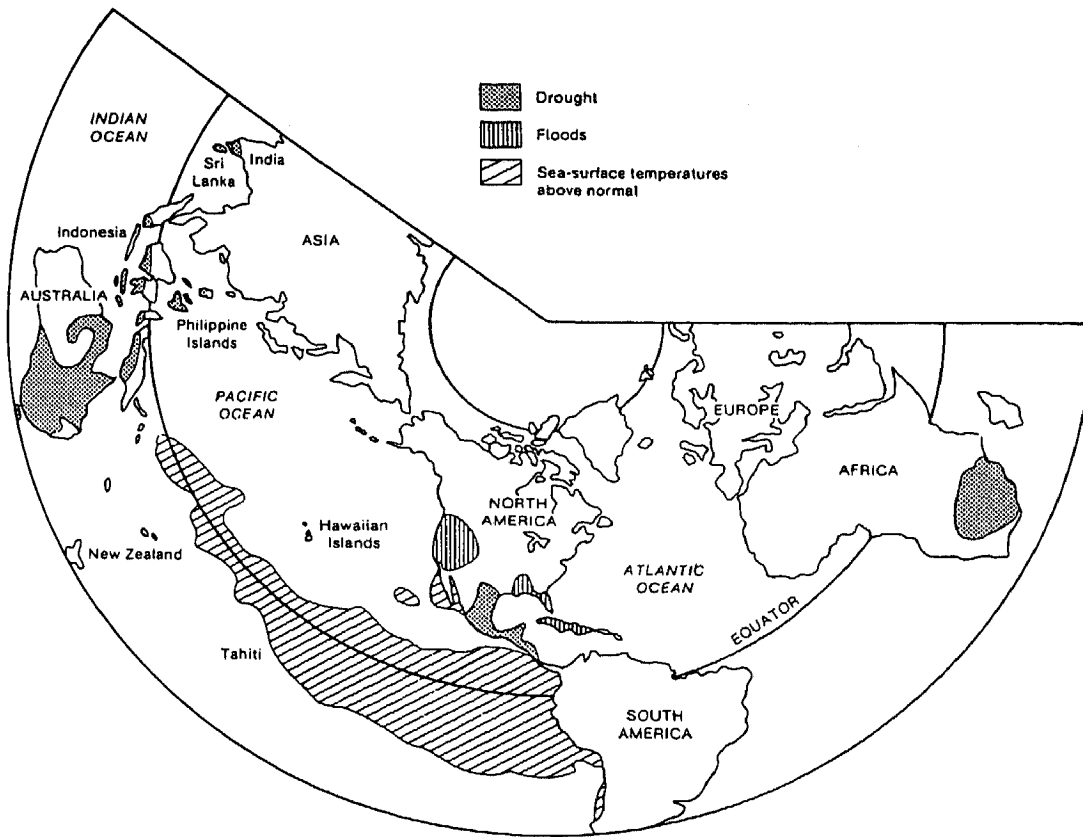 INDIAN
OCEAN
Drought
Floods
Sea-surface temperatures
above normal
Sri
Lanka
India
Indonesia
ASIA
AUSTRALIA
Philippine
Islands
PACIFIC
OCEAN
EUROPE
AFRICA
NORTH
AMERICA
Hawaiian
Islands
New Zealand
ATLANTIC
OCEAN
EQUATOR
Tahiti
SOUTH
AMERICA